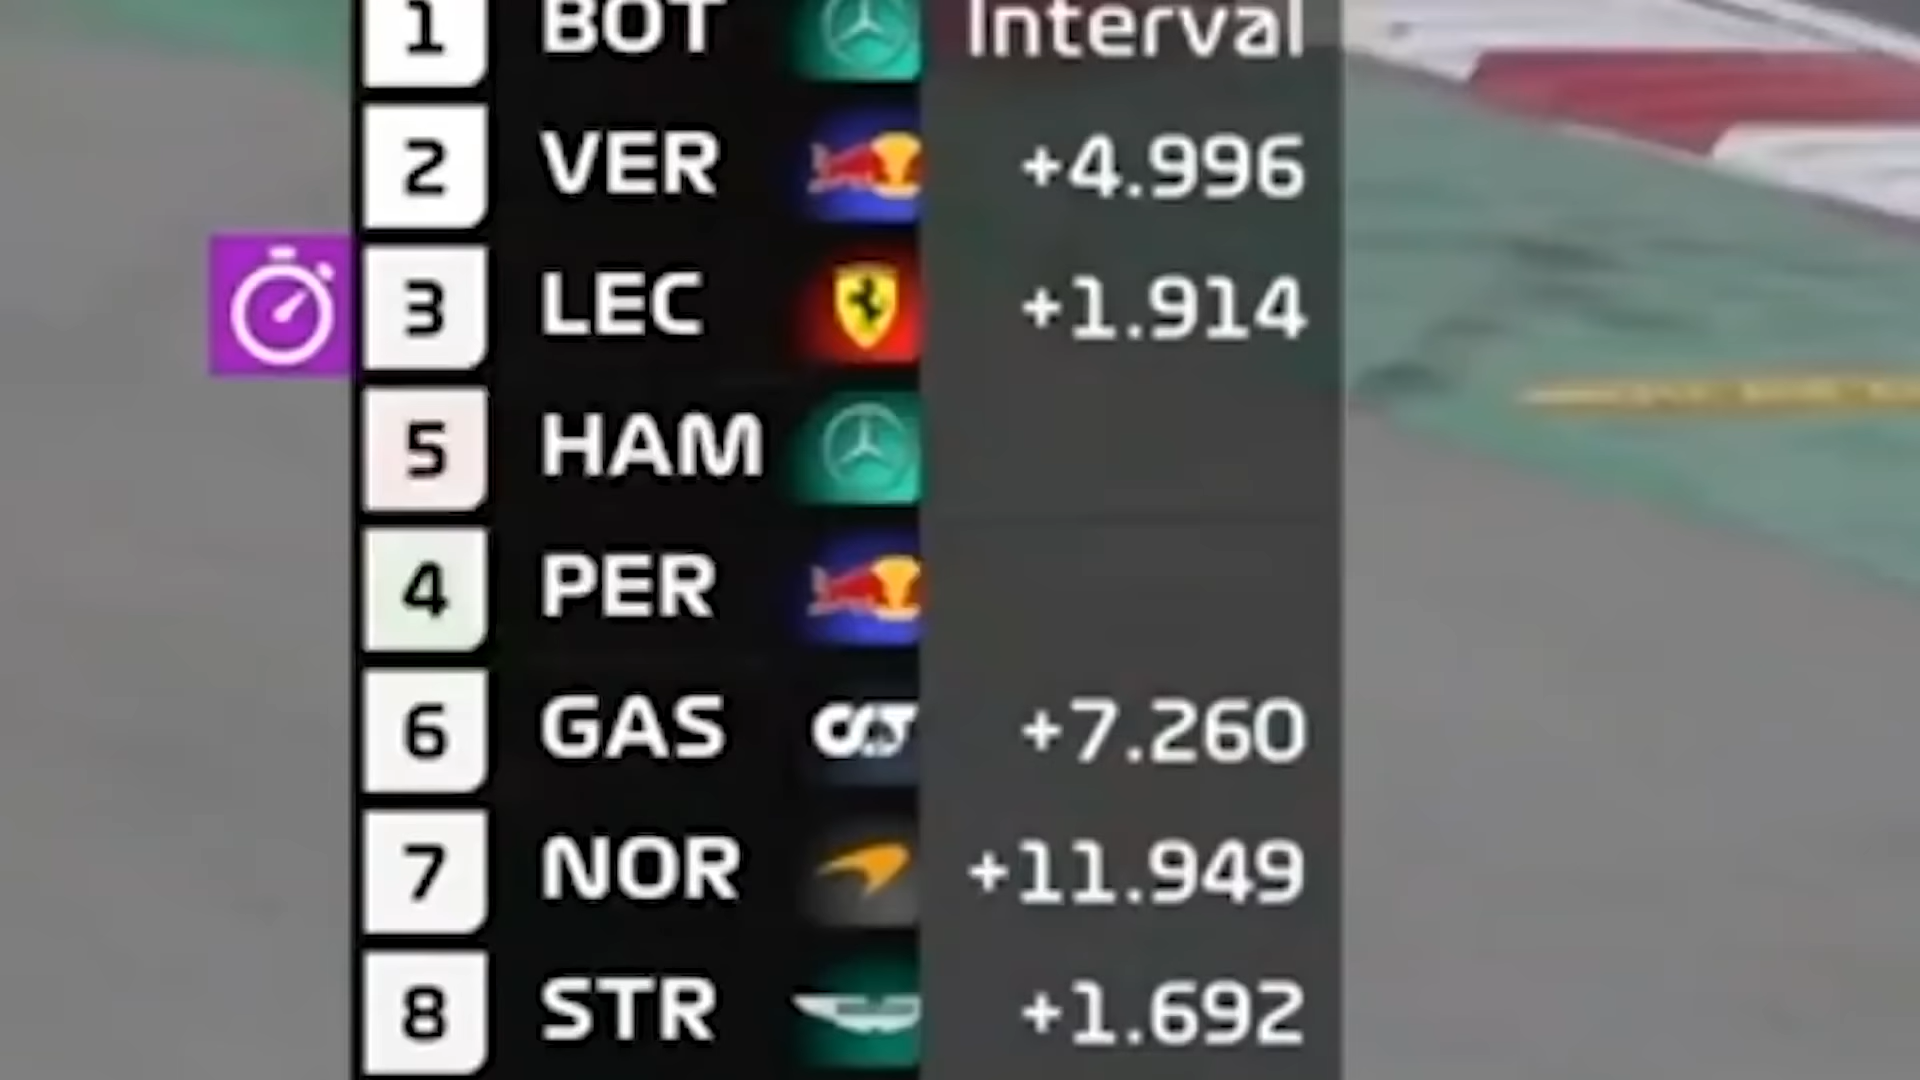 1 BOT Interval
2 VER +4.996
3 LEC +1.914
5 HAM
4 PER
6 GAS +7.260
7 NOR +11.949
8 STR +1.692